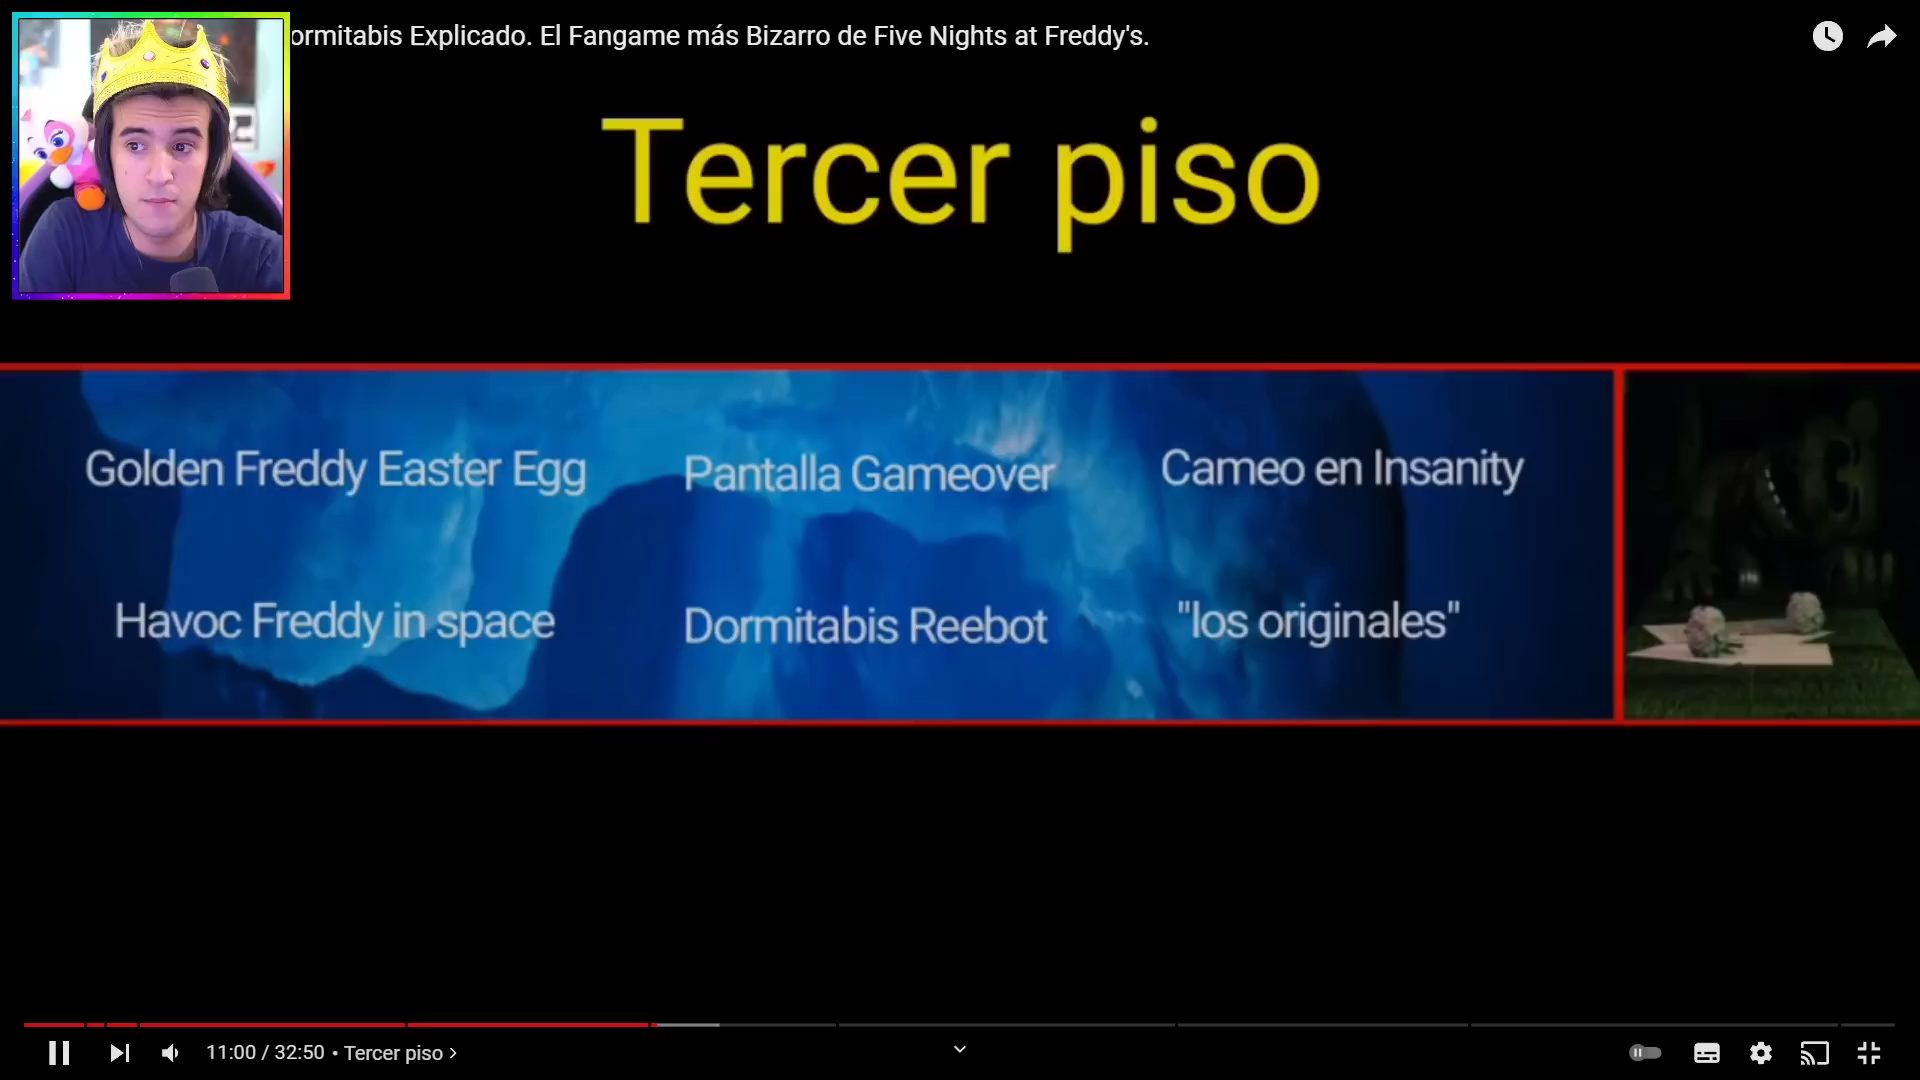 ormitabis Explicado. El Fangame más Bizarro de Five Nights at Freddy's.
Tercer piso
Golden Freddy Easter Egg
Pantalla Gameover
Cameo en Insanity
Havoc Freddy in space
Dormitabis Reebot
"los originales"
11:00 / 32:50 • Tercer piso ›